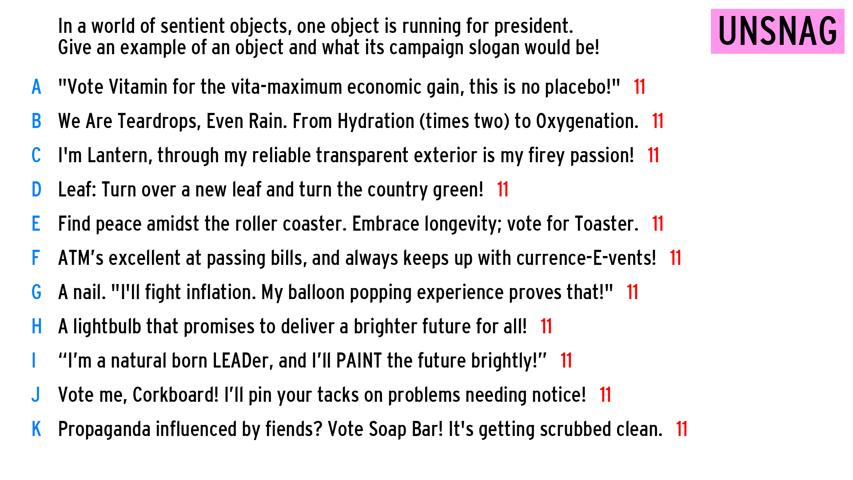 In a world of sentient objects, one object is running for president.
Give an example of an object and what its campaign slogan would be!
UNSNAG
A "Vote Vitamin for the vita-maximum economic gain, this is no placebo!" 11
B We Are Teardrops, Even Rain. From Hydration (times two) to Oxygenation. 11
C I'm Lantern, through my reliable transparent exterior is my firey passion! 11
D Leaf: Turn over a new leaf and turn the country green! 11
E Find peace amidst the roller coaster. Embrace longevity; vote for Toaster. 11
F ATM’s excellent at passing bills, and always keeps up with currence-E-vents! 11
G A nail. "I'll fight inflation. My balloon popping experience proves that!" 11
H A lightbulb that promises to deliver a brighter future for all! 11
I “I’m a natural born LEADer, and I’ll PAINT the future brightly!” 11
J Vote me, Corkboard! I’ll pin your tacks on problems needing notice! 11
K Propaganda influenced by fiends? Vote Soap Bar! It's getting scrubbed clean. 11